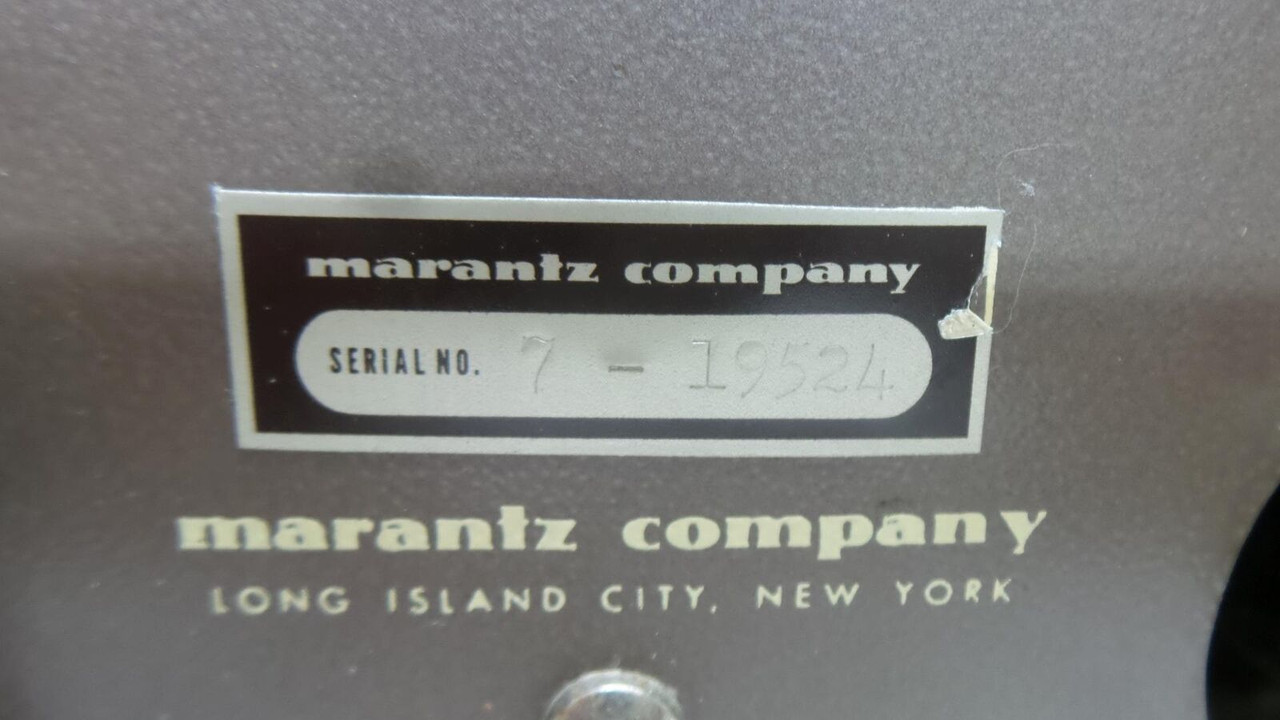 marantz company
SERIAL NO. 7 - 19524
marantz company
LONG ISLAND CITY, NEW YORK